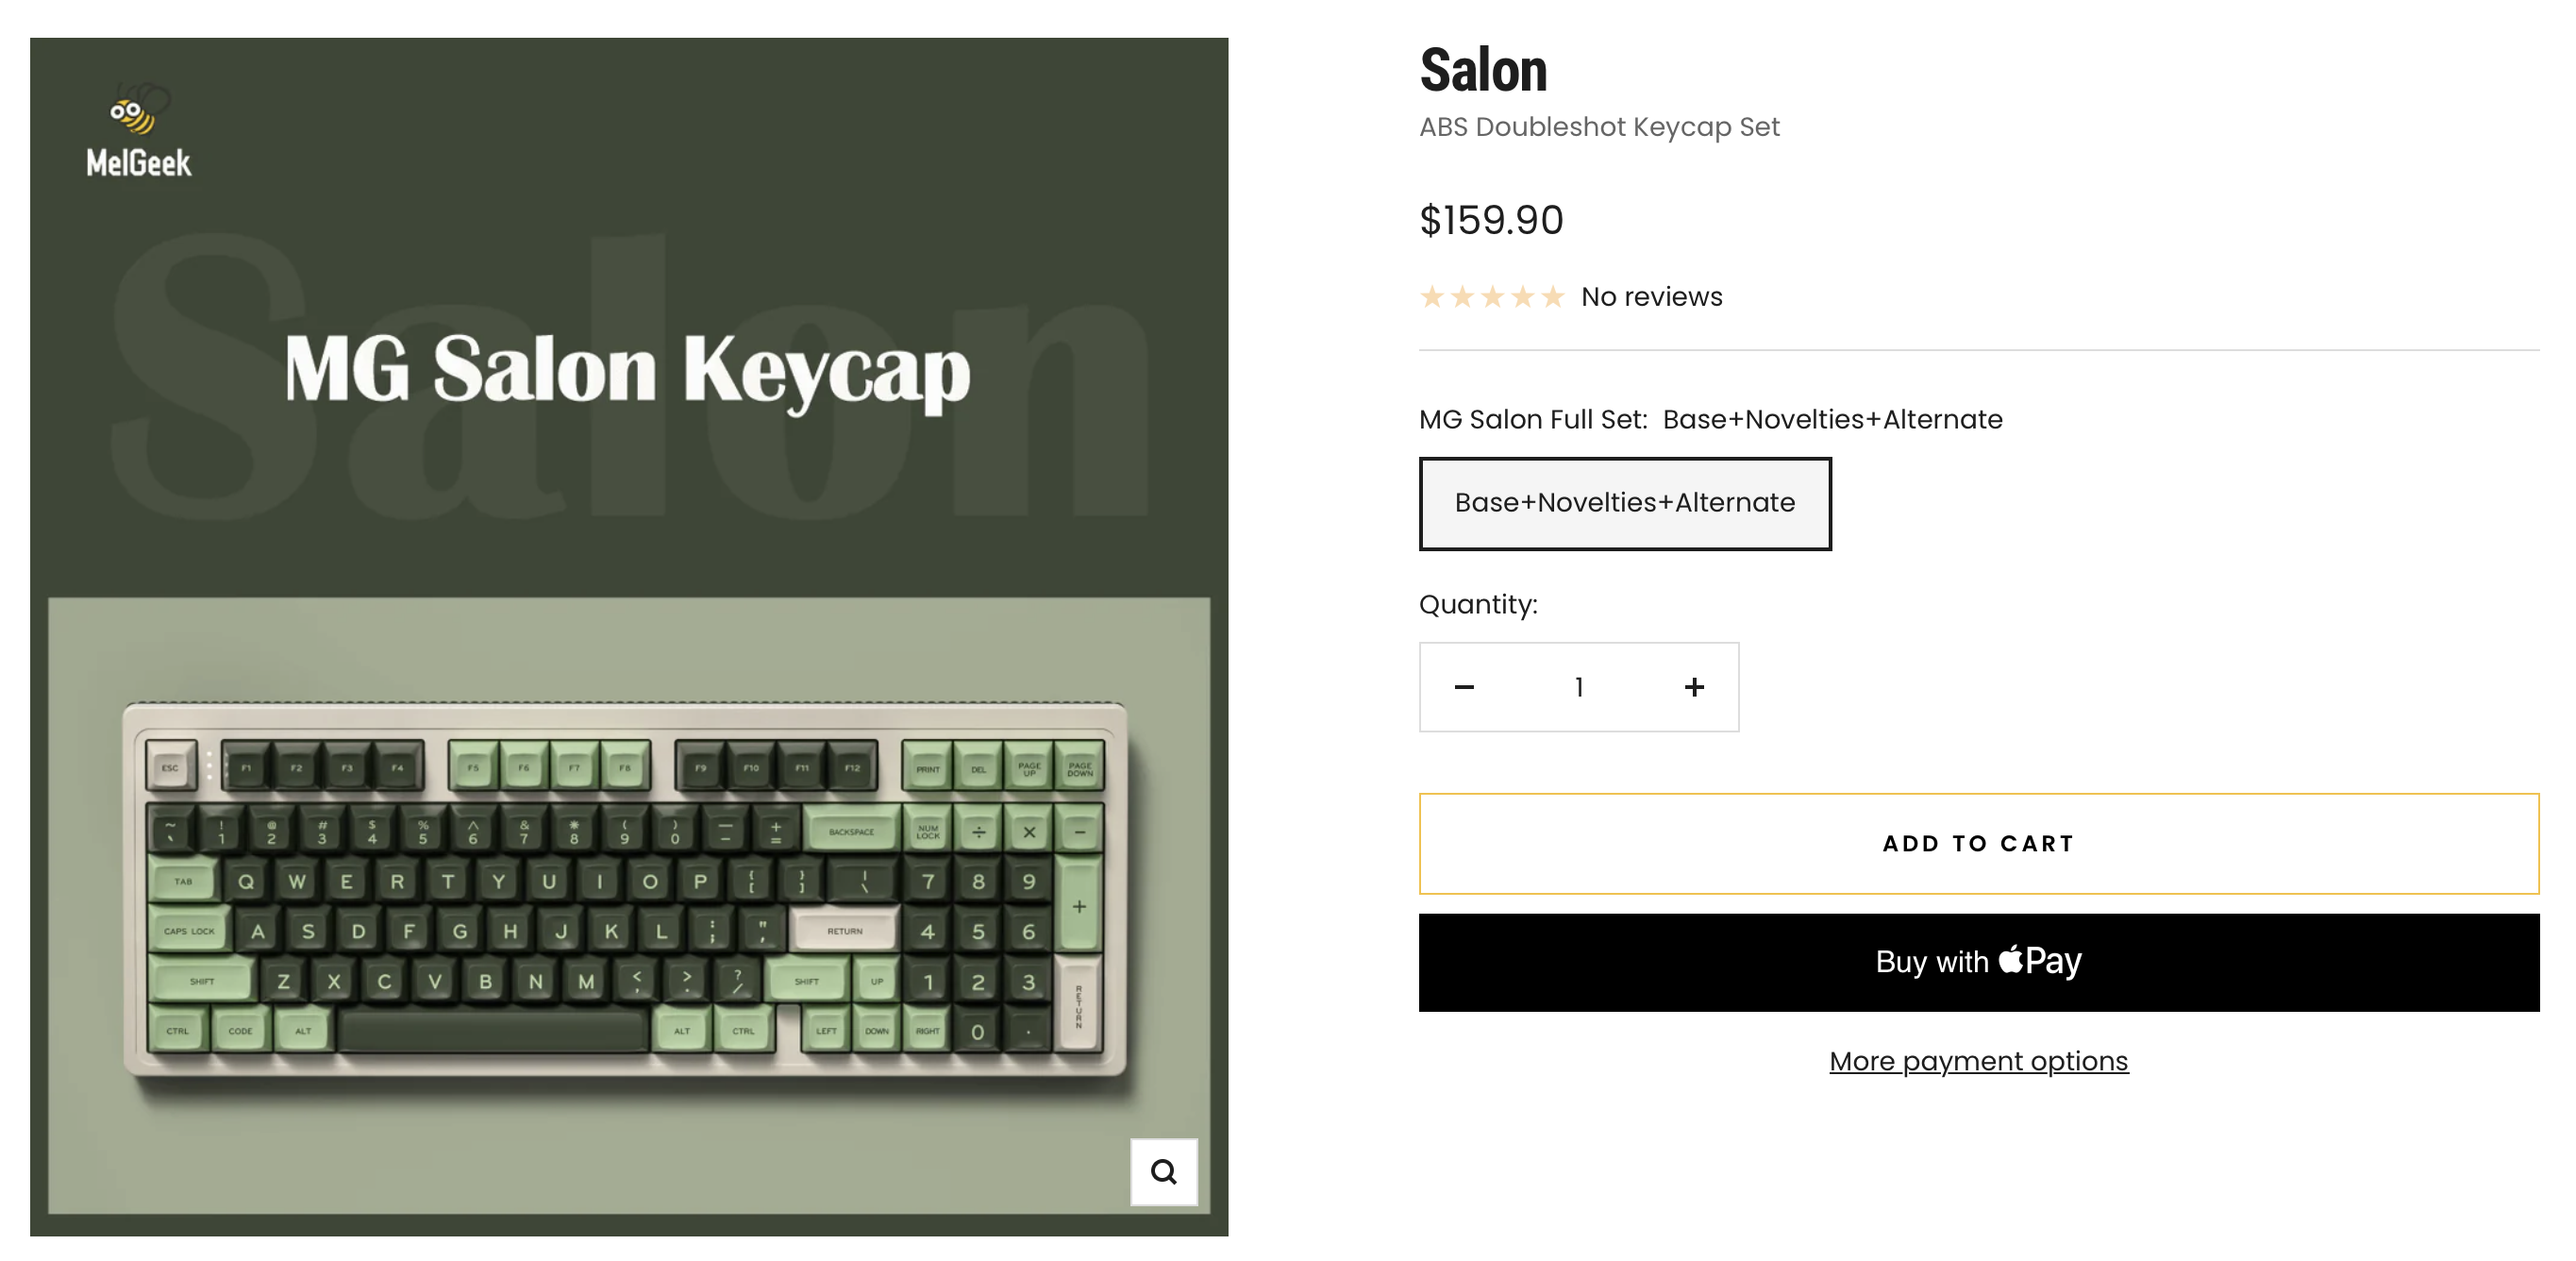 MelGeek
Salon
MG Salon Keycap
ESC F1 F2 F3 F4 F5 F6 F7 F8 F9 F10 F11 F12 PRINT DEL PAGE UP PAGE DOWN
~ ` ! 1 @ 2 # 3 $ 4 % 5 ^ 6 & 7 * 8 ( 9 ) 0 — – + = BACKSPACE NUM LOCK ÷ × −
TAB Q W E R T Y U I O P { [ } ] | \ 7 8 9 +
CAPS LOCK A S D F G H J K L : ; " , RETURN 4 5 6
SHIFT Z X C V B N M < , > . ? / SHIFT UP 1 2 3 RETURN
CTRL CODE ALT ALT CTRL LEFT DOWN RIGHT 0 .
Salon
ABS Doubleshot Keycap Set
$159.90
No reviews
MG Salon Full Set: Base+Novelties+Alternate
Base+Novelties+Alternate
Quantity:
− 1 +
ADD TO CART
Buy with Pay
More payment options